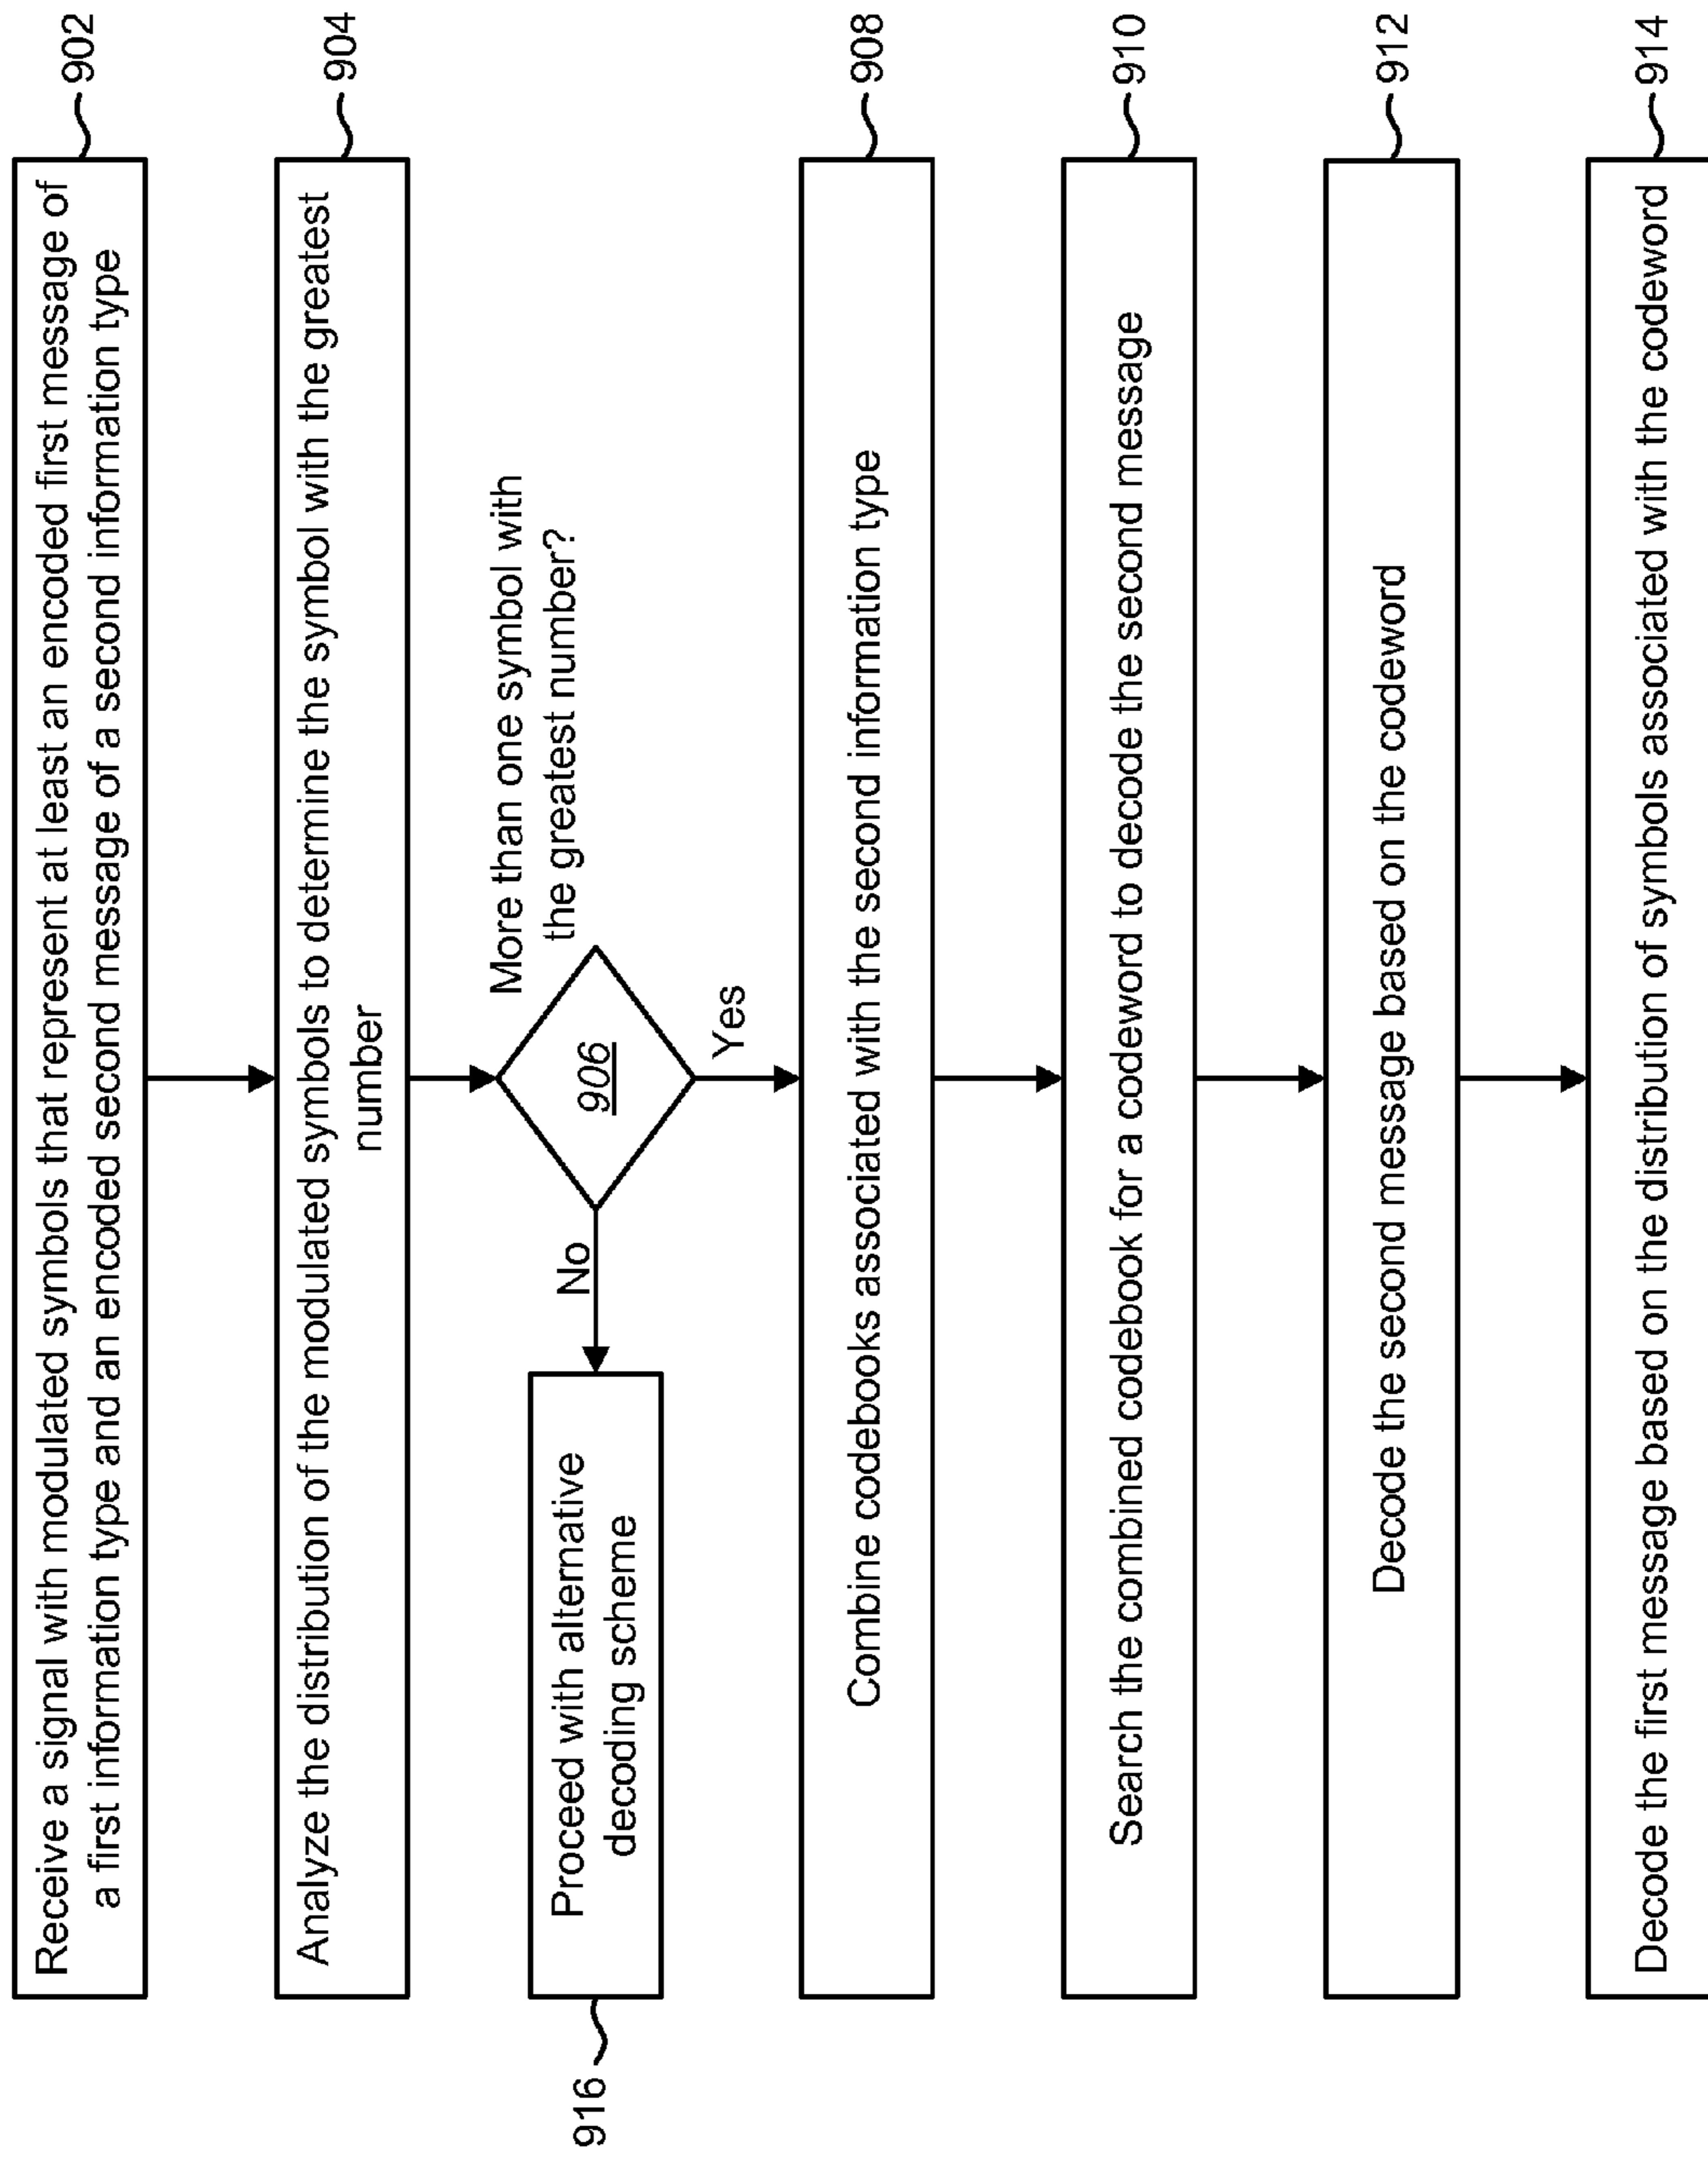 Receive a signal with modulated symbols that represent at least an encoded first message of
a first information type and an encoded second message of a second information type
902
Analyze the distribution of the modulated symbols to determine the symbol with the greatest
number
904
More than one symbol with
the greatest number?
906
No
Yes
Proceed with alternative
decoding scheme
916
Combine codebooks associated with the second information type
908
Search the combined codebook for a codeword to decode the second message
910
Decode the second message based on the codeword
912
Decode the first message based on the distribution of symbols associated with the codeword
914